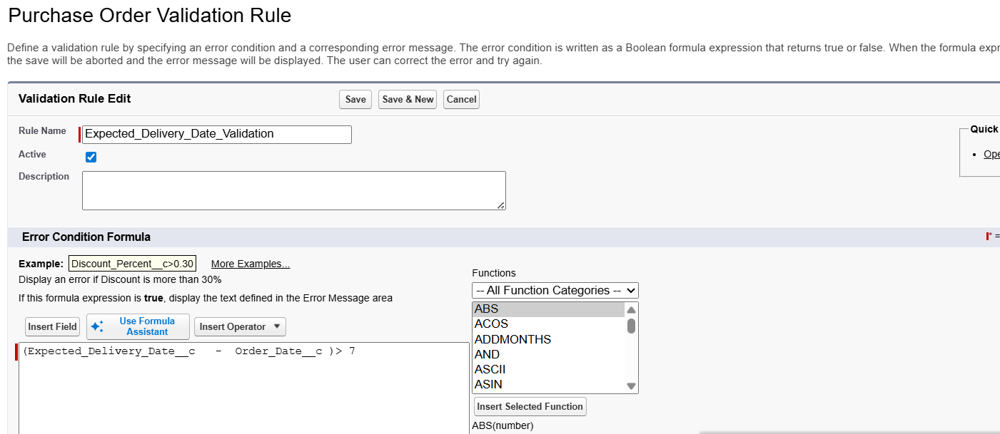 Purchase Order Validation Rule
Define a validation rule by specifying an error condition and a corresponding error message. The error condition is written as a Boolean formula expression that returns true or false. When the formula expr
the save will be aborted and the error message will be displayed. The user can correct the error and try again.
Validation Rule Edit
Save
Save & New
Cancel
Rule Name
Expected_Delivery_Date_Validation
Quick
Active
Ope
Description
Error Condition Formula
* =
Example:
Discount_Percent__c>0.30
More Examples...
Display an error if Discount is more than 30%
If this formula expression is true, display the text defined in the Error Message area
Insert Field
Use Formula
Assistant
Insert Operator
(Expected_Delivery_Date__c - Order_Date__c )> 7
Functions
-- All Function Categories --
ABS
ACOS
ADDMONTHS
AND
ASCII
ASIN
Insert Selected Function
ABS(number)